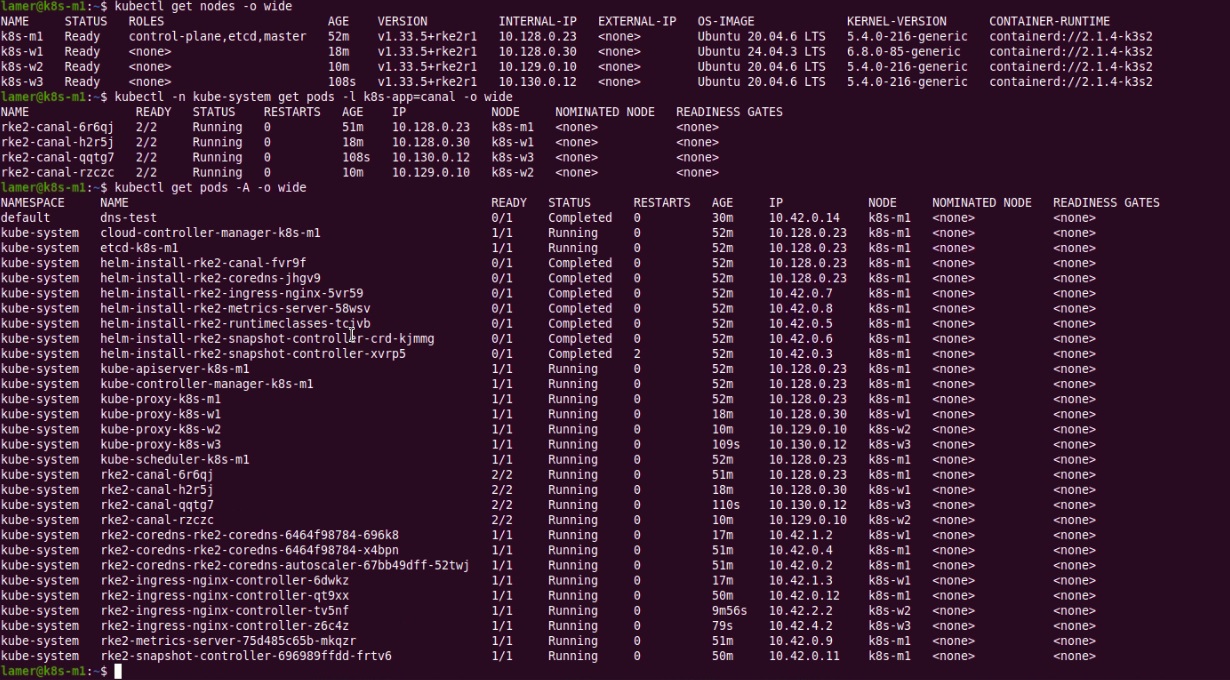 lamer@k8s-m1:~$ kubectl get nodes -o wide
NAME STATUS ROLES AGE VERSION INTERNAL-IP EXTERNAL-IP OS-IMAGE KERNEL-VERSION CONTAINER-RUNTIME
k8s-m1 Ready control-plane,etcd,master 52m v1.33.5+rke2r1 10.128.0.23 <none> Ubuntu 20.04.6 LTS 5.4.0-216-generic containerd://2.1.4-k3s2
k8s-w1 Ready <none> 18m v1.33.5+rke2r1 10.128.0.30 <none> Ubuntu 24.04.3 LTS 6.8.0-85-generic containerd://2.1.4-k3s2
k8s-w2 Ready <none> 10m v1.33.5+rke2r1 10.129.0.10 <none> Ubuntu 20.04.6 LTS 5.4.0-216-generic containerd://2.1.4-k3s2
k8s-w3 Ready <none> 108s v1.33.5+rke2r1 10.130.0.12 <none> Ubuntu 20.04.6 LTS 5.4.0-216-generic containerd://2.1.4-k3s2
lamer@k8s-m1:~$ kubectl -n kube-system get pods -l k8s-app=canal -o wide
NAME READY STATUS RESTARTS AGE IP NODE NOMINATED NODE READINESS GATES
rke2-canal-6r6qj 2/2 Running 0 51m 10.128.0.23 k8s-m1 <none> <none>
rke2-canal-h2r5j 2/2 Running 0 18m 10.128.0.30 k8s-w1 <none> <none>
rke2-canal-qqtg7 2/2 Running 0 108s 10.130.0.12 k8s-w3 <none> <none>
rke2-canal-rzczc 2/2 Running 0 10m 10.129.0.10 k8s-w2 <none> <none>
lamer@k8s-m1:~$ kubectl get pods -A -o wide
NAMESPACE NAME READY STATUS RESTARTS AGE IP NODE NOMINATED NODE READINESS GATES
default dns-test 0/1 Completed 0 30m 10.42.0.14 k8s-m1 <none> <none>
kube-system cloud-controller-manager-k8s-m1 1/1 Running 0 52m 10.128.0.23 k8s-m1 <none> <none>
kube-system etcd-k8s-m1 1/1 Running 0 52m 10.128.0.23 k8s-m1 <none> <none>
kube-system helm-install-rke2-canal-fvr9f 0/1 Completed 0 52m 10.128.0.23 k8s-m1 <none> <none>
kube-system helm-install-rke2-coredns-jhgv9 0/1 Completed 0 52m 10.128.0.23 k8s-m1 <none> <none>
kube-system helm-install-rke2-ingress-nginx-5vr59 0/1 Completed 0 52m 10.42.0.7 k8s-m1 <none> <none>
kube-system helm-install-rke2-metrics-server-58wsv 0/1 Completed 0 52m 10.42.0.8 k8s-m1 <none> <none>
kube-system helm-install-rke2-runtimeclasses-tcjvb 0/1 Completed 0 52m 10.42.0.5 k8s-m1 <none> <none>
kube-system helm-install-rke2-snapshot-controller-crd-kjmmg 0/1 Completed 0 52m 10.42.0.6 k8s-m1 <none> <none>
kube-system helm-install-rke2-snapshot-controller-xvrp5 0/1 Completed 2 52m 10.42.0.3 k8s-m1 <none> <none>
kube-system kube-apiserver-k8s-m1 1/1 Running 0 52m 10.128.0.23 k8s-m1 <none> <none>
kube-system kube-controller-manager-k8s-m1 1/1 Running 0 52m 10.128.0.23 k8s-m1 <none> <none>
kube-system kube-proxy-k8s-m1 1/1 Running 0 52m 10.128.0.23 k8s-m1 <none> <none>
kube-system kube-proxy-k8s-w1 1/1 Running 0 18m 10.128.0.30 k8s-w1 <none> <none>
kube-system kube-proxy-k8s-w2 1/1 Running 0 10m 10.129.0.10 k8s-w2 <none> <none>
kube-system kube-proxy-k8s-w3 1/1 Running 0 109s 10.130.0.12 k8s-w3 <none> <none>
kube-system kube-scheduler-k8s-m1 1/1 Running 0 52m 10.128.0.23 k8s-m1 <none> <none>
kube-system rke2-canal-6r6qj 2/2 Running 0 51m 10.128.0.23 k8s-m1 <none> <none>
kube-system rke2-canal-h2r5j 2/2 Running 0 18m 10.128.0.30 k8s-w1 <none> <none>
kube-system rke2-canal-qqtg7 2/2 Running 0 110s 10.130.0.12 k8s-w3 <none> <none>
kube-system rke2-canal-rzczc 2/2 Running 0 10m 10.129.0.10 k8s-w2 <none> <none>
kube-system rke2-coredns-rke2-coredns-6464f98784-696k8 1/1 Running 0 17m 10.42.1.2 k8s-w1 <none> <none>
kube-system rke2-coredns-rke2-coredns-6464f98784-x4bpn 1/1 Running 0 51m 10.42.0.4 k8s-m1 <none> <none>
kube-system rke2-coredns-rke2-coredns-autoscaler-67bb49dff-52twj 1/1 Running 0 51m 10.42.0.2 k8s-m1 <none> <none>
kube-system rke2-ingress-nginx-controller-6dwkz 1/1 Running 0 17m 10.42.1.3 k8s-w1 <none> <none>
kube-system rke2-ingress-nginx-controller-qt9xx 1/1 Running 0 50m 10.42.0.12 k8s-m1 <none> <none>
kube-system rke2-ingress-nginx-controller-tv5nf 1/1 Running 0 9m56s 10.42.2.2 k8s-w2 <none> <none>
kube-system rke2-ingress-nginx-controller-z6c4z 1/1 Running 0 79s 10.42.4.2 k8s-w3 <none> <none>
kube-system rke2-metrics-server-75d485c65b-mkqzr 1/1 Running 0 51m 10.42.0.9 k8s-m1 <none> <none>
kube-system rke2-snapshot-controller-696989ffdd-frtv6 1/1 Running 0 50m 10.42.0.11 k8s-m1 <none> <none>
lamer@k8s-m1:~$